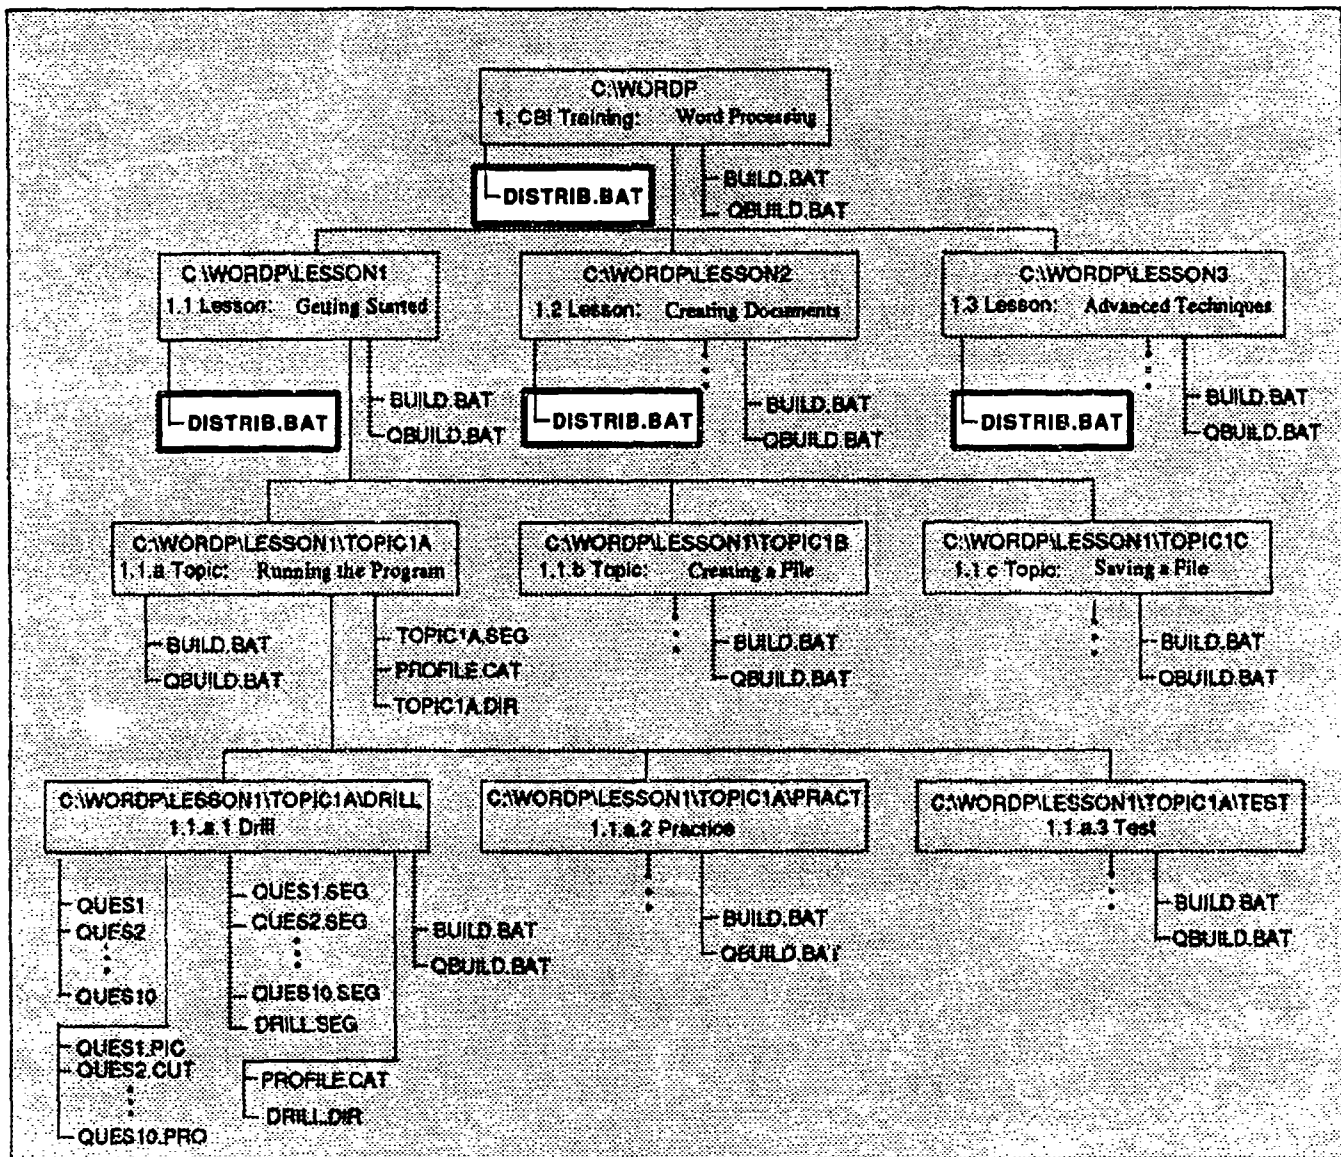 C:\WORDP
1. CBI Training: Word Processing
DISTRIB.BAT
BUILD.BAT
QBUILD.BAT
C:\WORDP\LESSON1
1.1 Lesson: Getting Started
DISTRIB.BAT
BUILD.BAT
QBUILD.BAT
C:\WORDP\LESSON2
1.2 Lesson: Creating Documents
DISTRIB.BAT
BUILD.BAT
QBUILD.BAT
C:\WORDP\LESSON3
1.3 Lesson: Advanced Techniques
DISTRIB.BAT
BUILD.BAT
QBUILD.BAT
C:\WORDP\LESSON1\TOPIC1A
1.1.a Topic: Running the Program
BUILD.BAT
QBUILD.BAT
TOPIC1A.SEG
PROFILE.CAT
TOPIC1A.DIR
C:\WORDP\LESSON1\TOPIC1B
1.1.b Topic: Creating a File
BUILD.BAT
QBUILD.BAT
C:\WORDP\LESSON1\TOPIC1C
1.1.c Topic: Saving a File
BUILD.BAT
QBUILD.BAT
C:\WORDP\LESSON1\TOPIC1A\DRILL
1.1.a.1 Drill
QUES1
QUES2
QUES10
QUES1.PIC
QUES2.CUT
QUES10.PRO
QUES1.SEG
QUES2.SEG
QUES10.SEG
DRILL.SEG
PROFILE.CAT
DRILL.DIR
BUILD.BAT
QBUILD.BAT
C:\WORDP\LESSON1\TOPIC1A\PRACT
1.1.a.2 Practice
BUILD.BAT
QBUILD.BAT
C:\WORDP\LESSON1\TOPIC1A\TEST
1.1.a.3 Test
BUILD.BAT
QBUILD.BAT